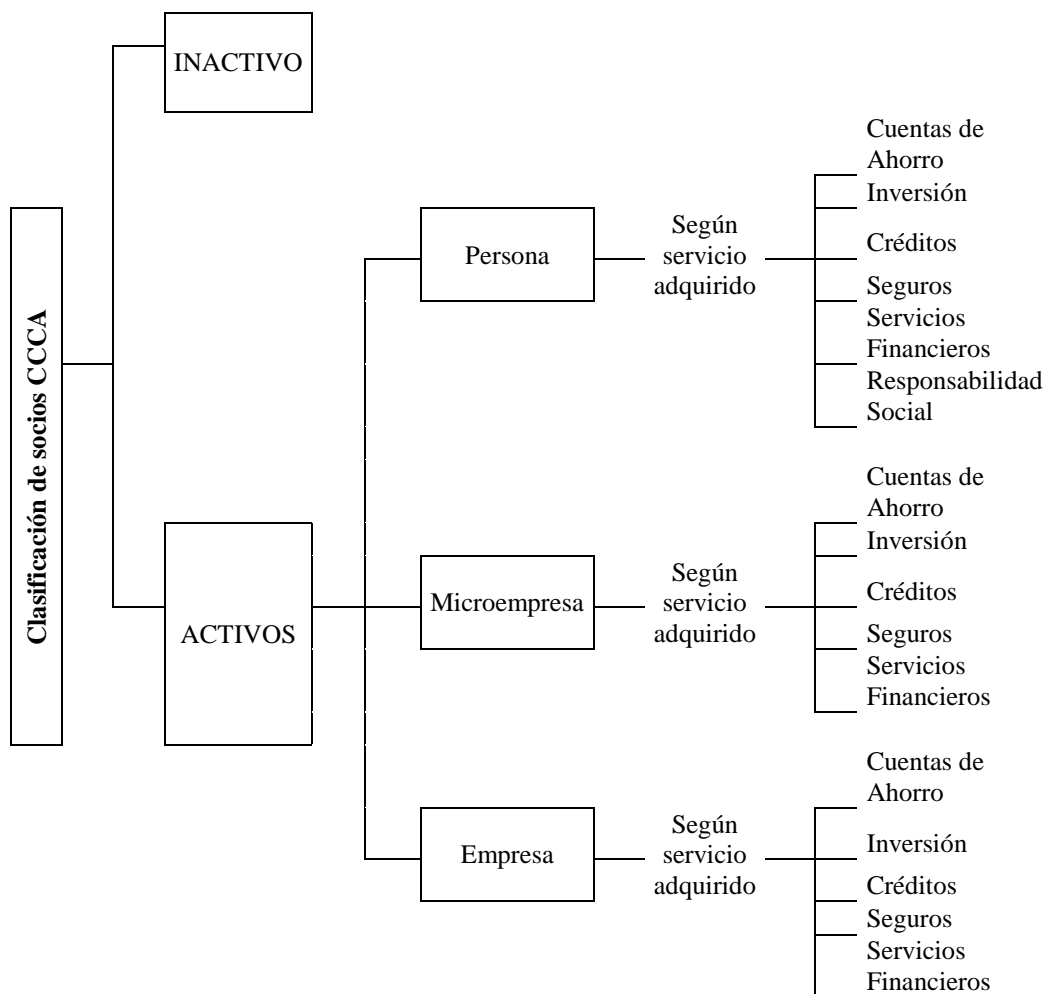 Clasificación de socios CCCA
INACTIVO
ACTIVOS
Persona
Según
servicio
adquirido
Cuentas de
Ahorro
Inversión
Créditos
Seguros
Servicios
Financieros
Responsabilidad
Social
Microempresa
Según
servicio
adquirido
Cuentas de
Ahorro
Inversión
Créditos
Seguros
Servicios
Financieros
Empresa
Según
servicio
adquirido
Cuentas de
Ahorro
Inversión
Créditos
Seguros
Servicios
Financieros